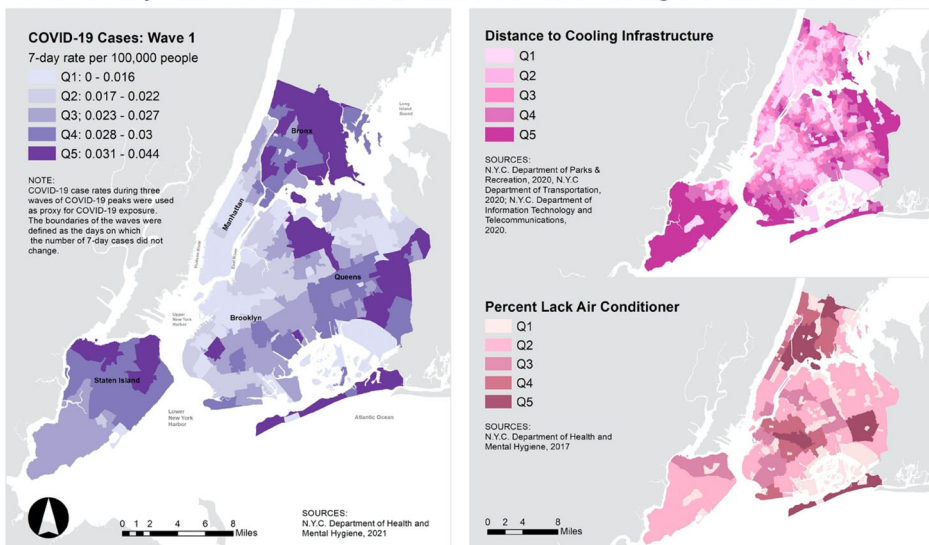 COVID-19 Cases: Wave 1
7-day rate per 100,000 people
Q1: 0 - 0.016
Q2: 0.017 - 0.022
Q3; 0.023 - 0.027
Q4: 0.028 - 0.03
Q5: 0.031 - 0.044
NOTE:
COVID-19 case rates during three
waves of COVID-19 peaks were used
as proxy for COVID-19 exposure.
The boundaries of the waves were
defined as the days on which
the number of 7-day cases did not
change.
Long
Island
Sound
Bronx
Manhattan
Hudson River
East River
Queens
Brooklyn
Upper
New York
Harbor
Staten Island
Lower
New York
Harbor
Atlantic Ocean
0 1 2 4 6 8
Miles
SOURCES:
N.Y.C. Department of Health and
Mental Hygiene, 2021
Distance to Cooling Infrastructure
Q1
Q2
Q3
Q4
Q5
SOURCES:
N.Y.C. Department of Parks &
Recreation, 2020, N.Y.C
Department of Transportation,
2020; N.Y.C. Department of
Information Technology and
Telecommunications,
2020.
Percent Lack Air Conditioner
Q1
Q2
Q3
Q4
Q5
SOURCES:
N.Y.C. Department of Health and
Mental Hygiene, 2017
0 2 4 8
Miles